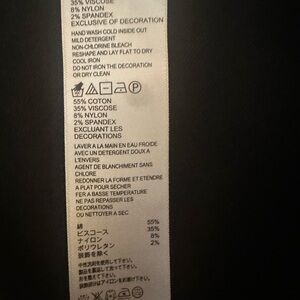 35% VISCOSE
8% NYLON
2% SPANDEX
EXCLUSIVE OF DECORATION
HAND WASH COLD INSIDE OUT
MILD DETERGENT
NON-CHLORINE BLEACH
RESHAPE AND LAY FLAT TO DRY
COOL IRON
DO NOT IRON THE DECORATION
OR DRY CLEAN
P
55% COTON
35% VISCOSE
8% NYLON
2% SPANDEX
EXCLUANT LES
DECORATIONS
LAVER A LA MAIN EN EAU FROIDE
AVEC UN DETERGENT DOUX A
L'ENVERS
AGENT DE BLANCHIMENT SANS
CHLORE
REDONNER LA FORME ET ETENDRE
A PLAT POUR SÉCHER
FER A BASSE TEMPERATURE
NE PAS REPASSER LES
DECORATIONS
OU NETTOYER A SEC
綿 55%
ビスコース 35%
ナイロン 8%
ポリウレタン 2%
装飾を除く